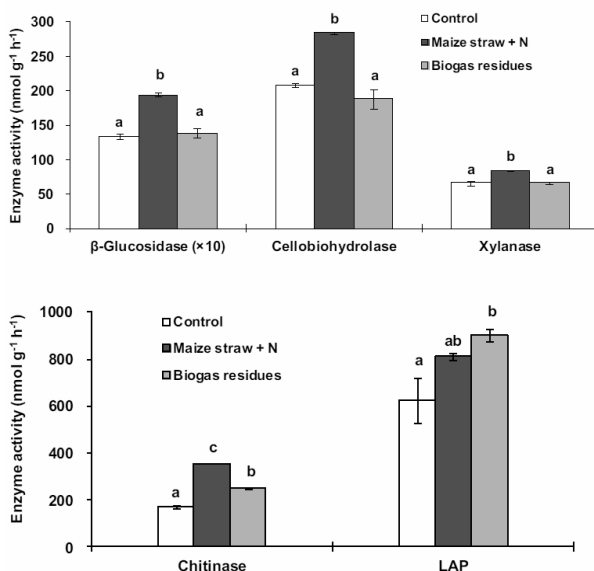 Enzyme activity (nmol g⁻¹ h⁻¹)
300
250
200
150
100
50
0
Control
Maize straw + N
Biogas residues
a
b
a
a
b
a
a
b
a
β-Glucosidase (×10)
Cellobiohydrolase
Xylanase
Enzyme activity (nmol g⁻¹ h⁻¹)
1000
800
600
400
200
0
Control
Maize straw + N
Biogas residues
a
c
b
a
ab
b
Chitinase
LAP